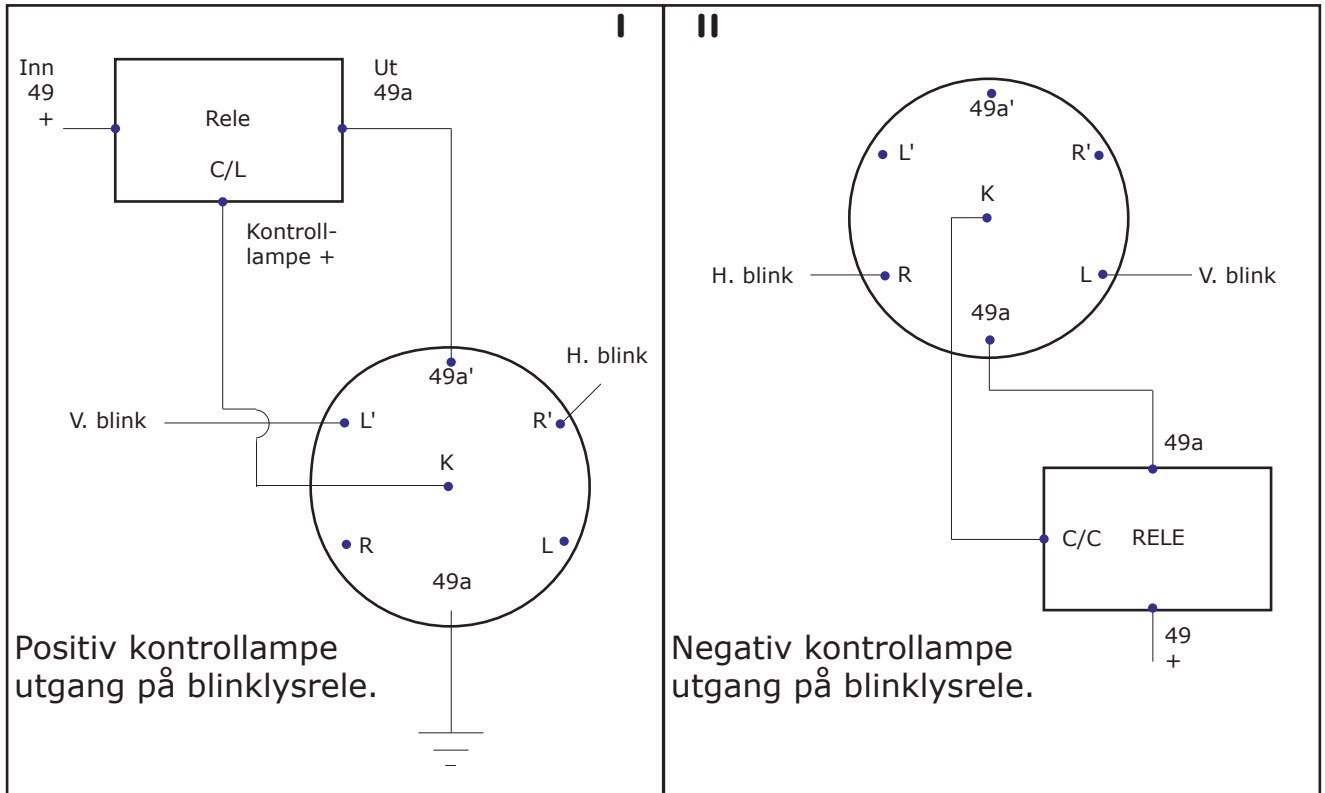 I
Inn
49
+
Rele
C/L
Ut
49a
Kontroll-
lampe +
49a'
H. blink
V. blink
L'
R'
K
R
L
49a
Positiv kontrollampe
utgang på blinklysrele.
II
49a'
L'
R'
K
H. blink
R
L
V. blink
49a
49a
C/C
RELE
49
+
Negativ kontrollampe
utgang på blinklysrele.